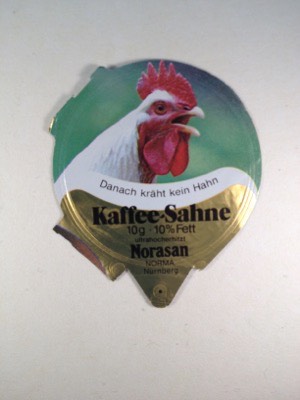 Danach kräht kein Hahn
Kaffee-Sahne
10g · 10% Fett
ultrahocherhitzt
Norasan
NORMA
Nürnberg